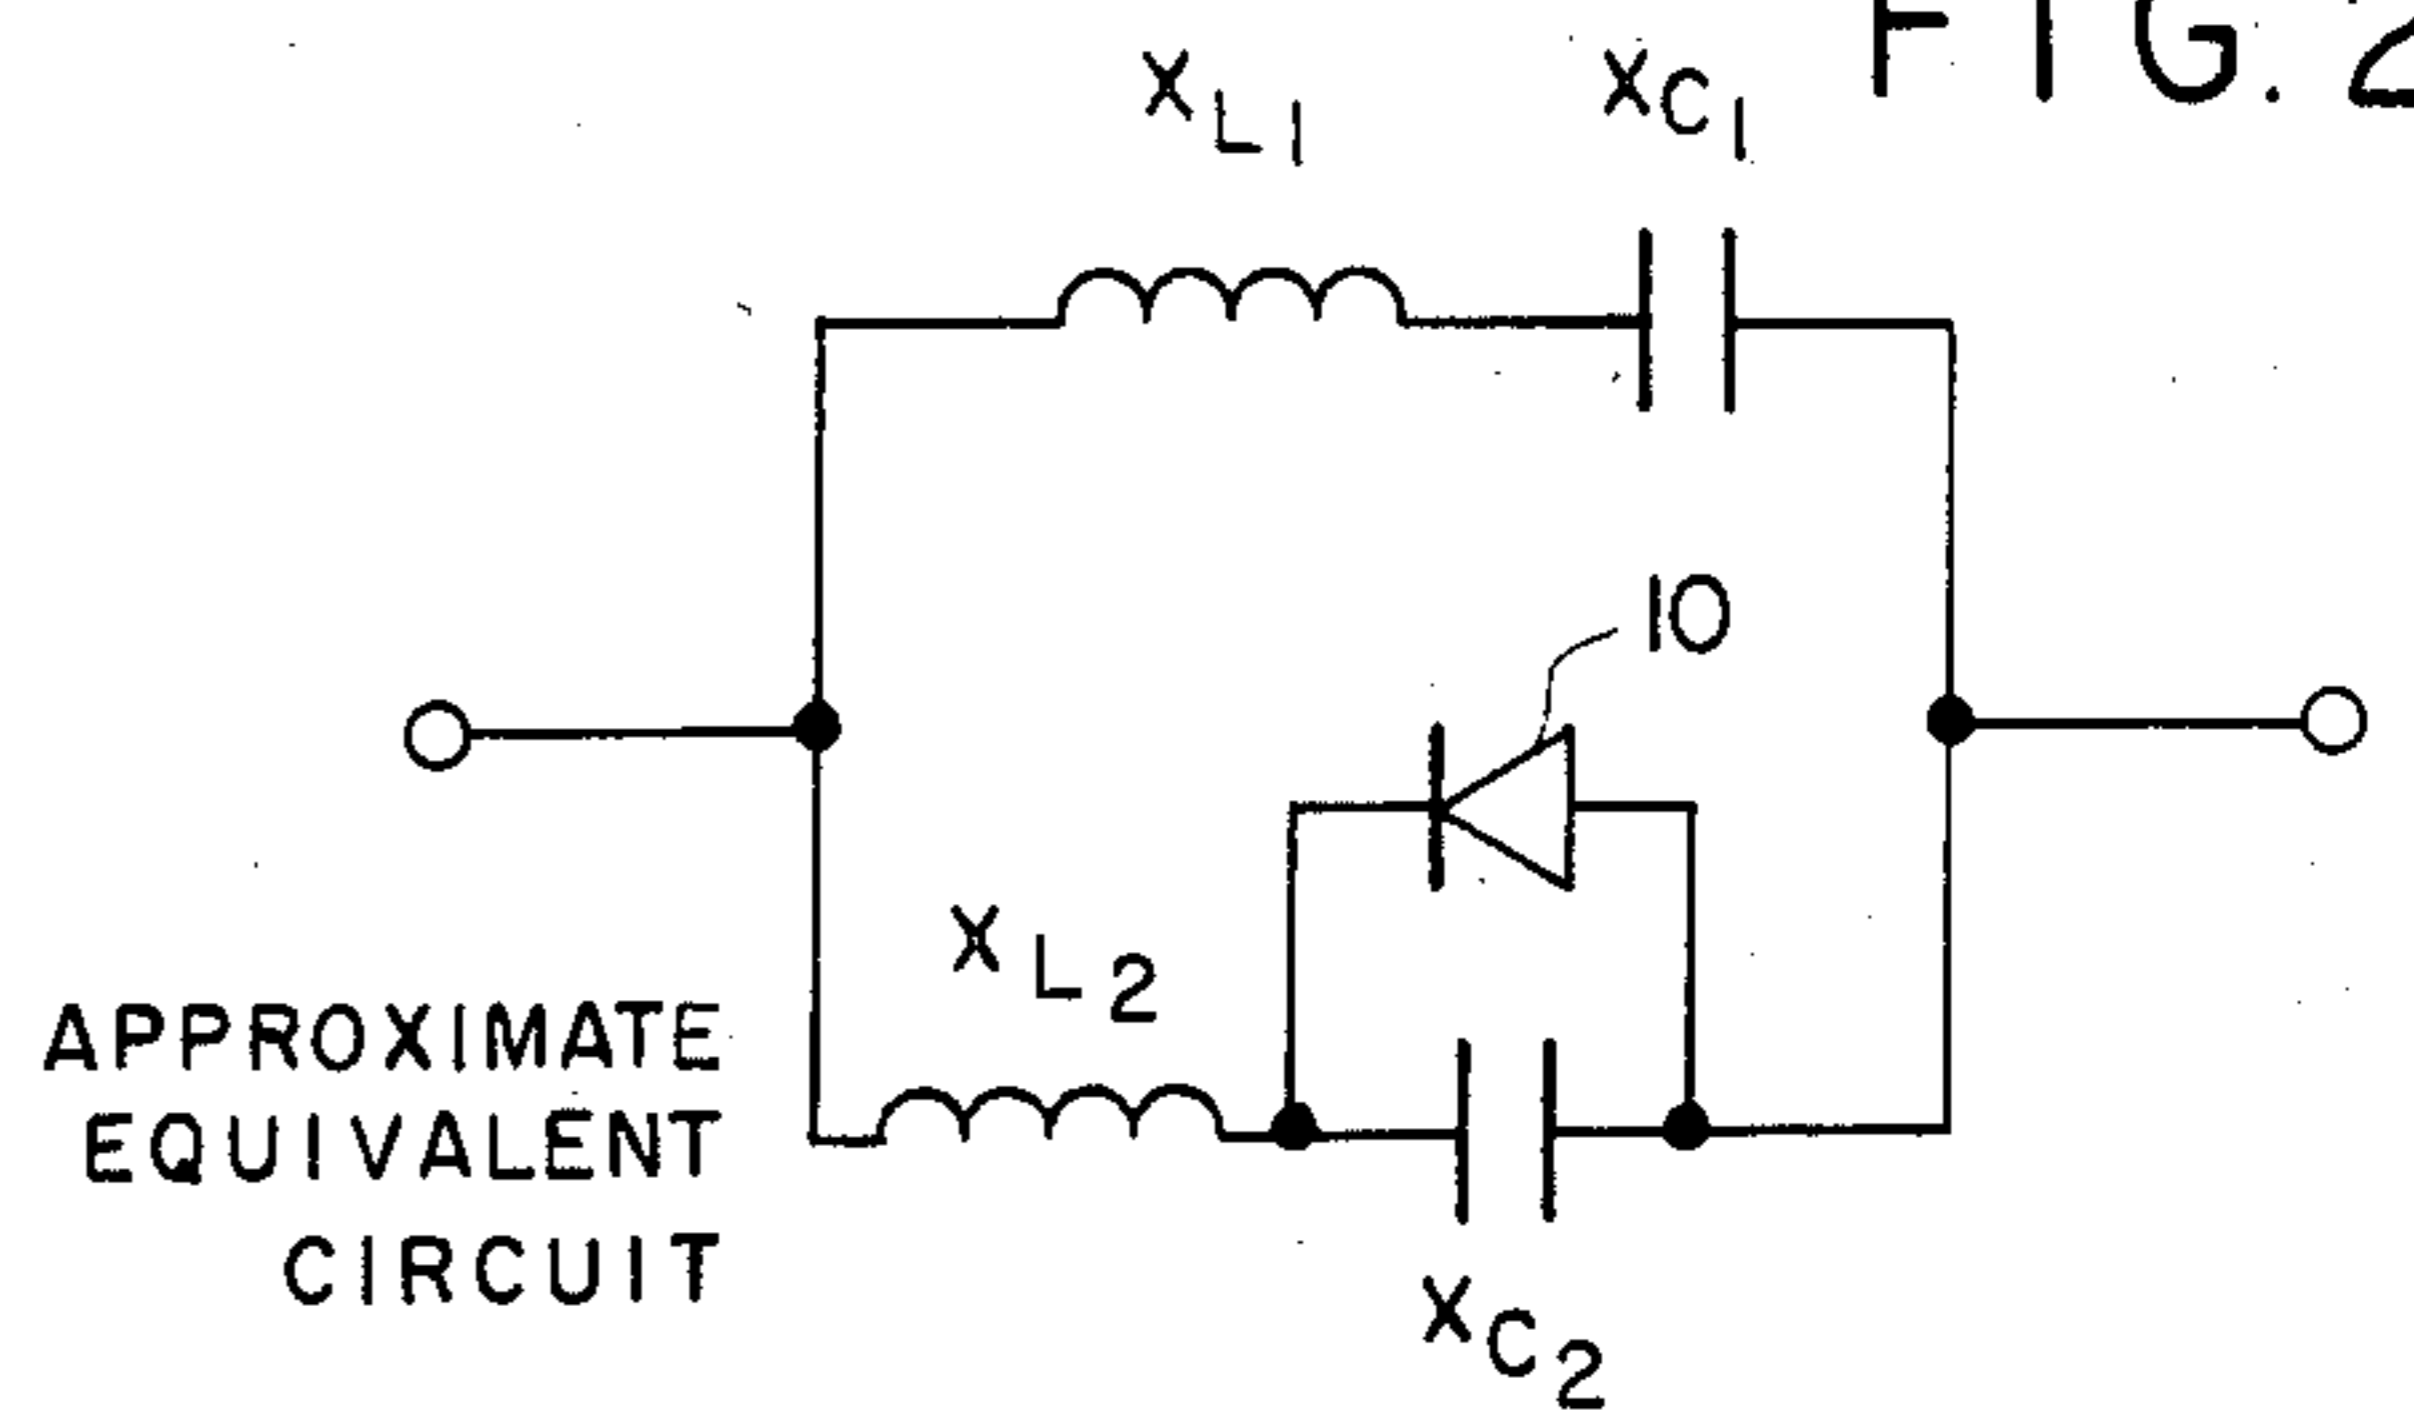 FIG. 2
XL1
XC1
10
XL2
APPROXIMATE
EQUIVALENT
CIRCUIT
XC2